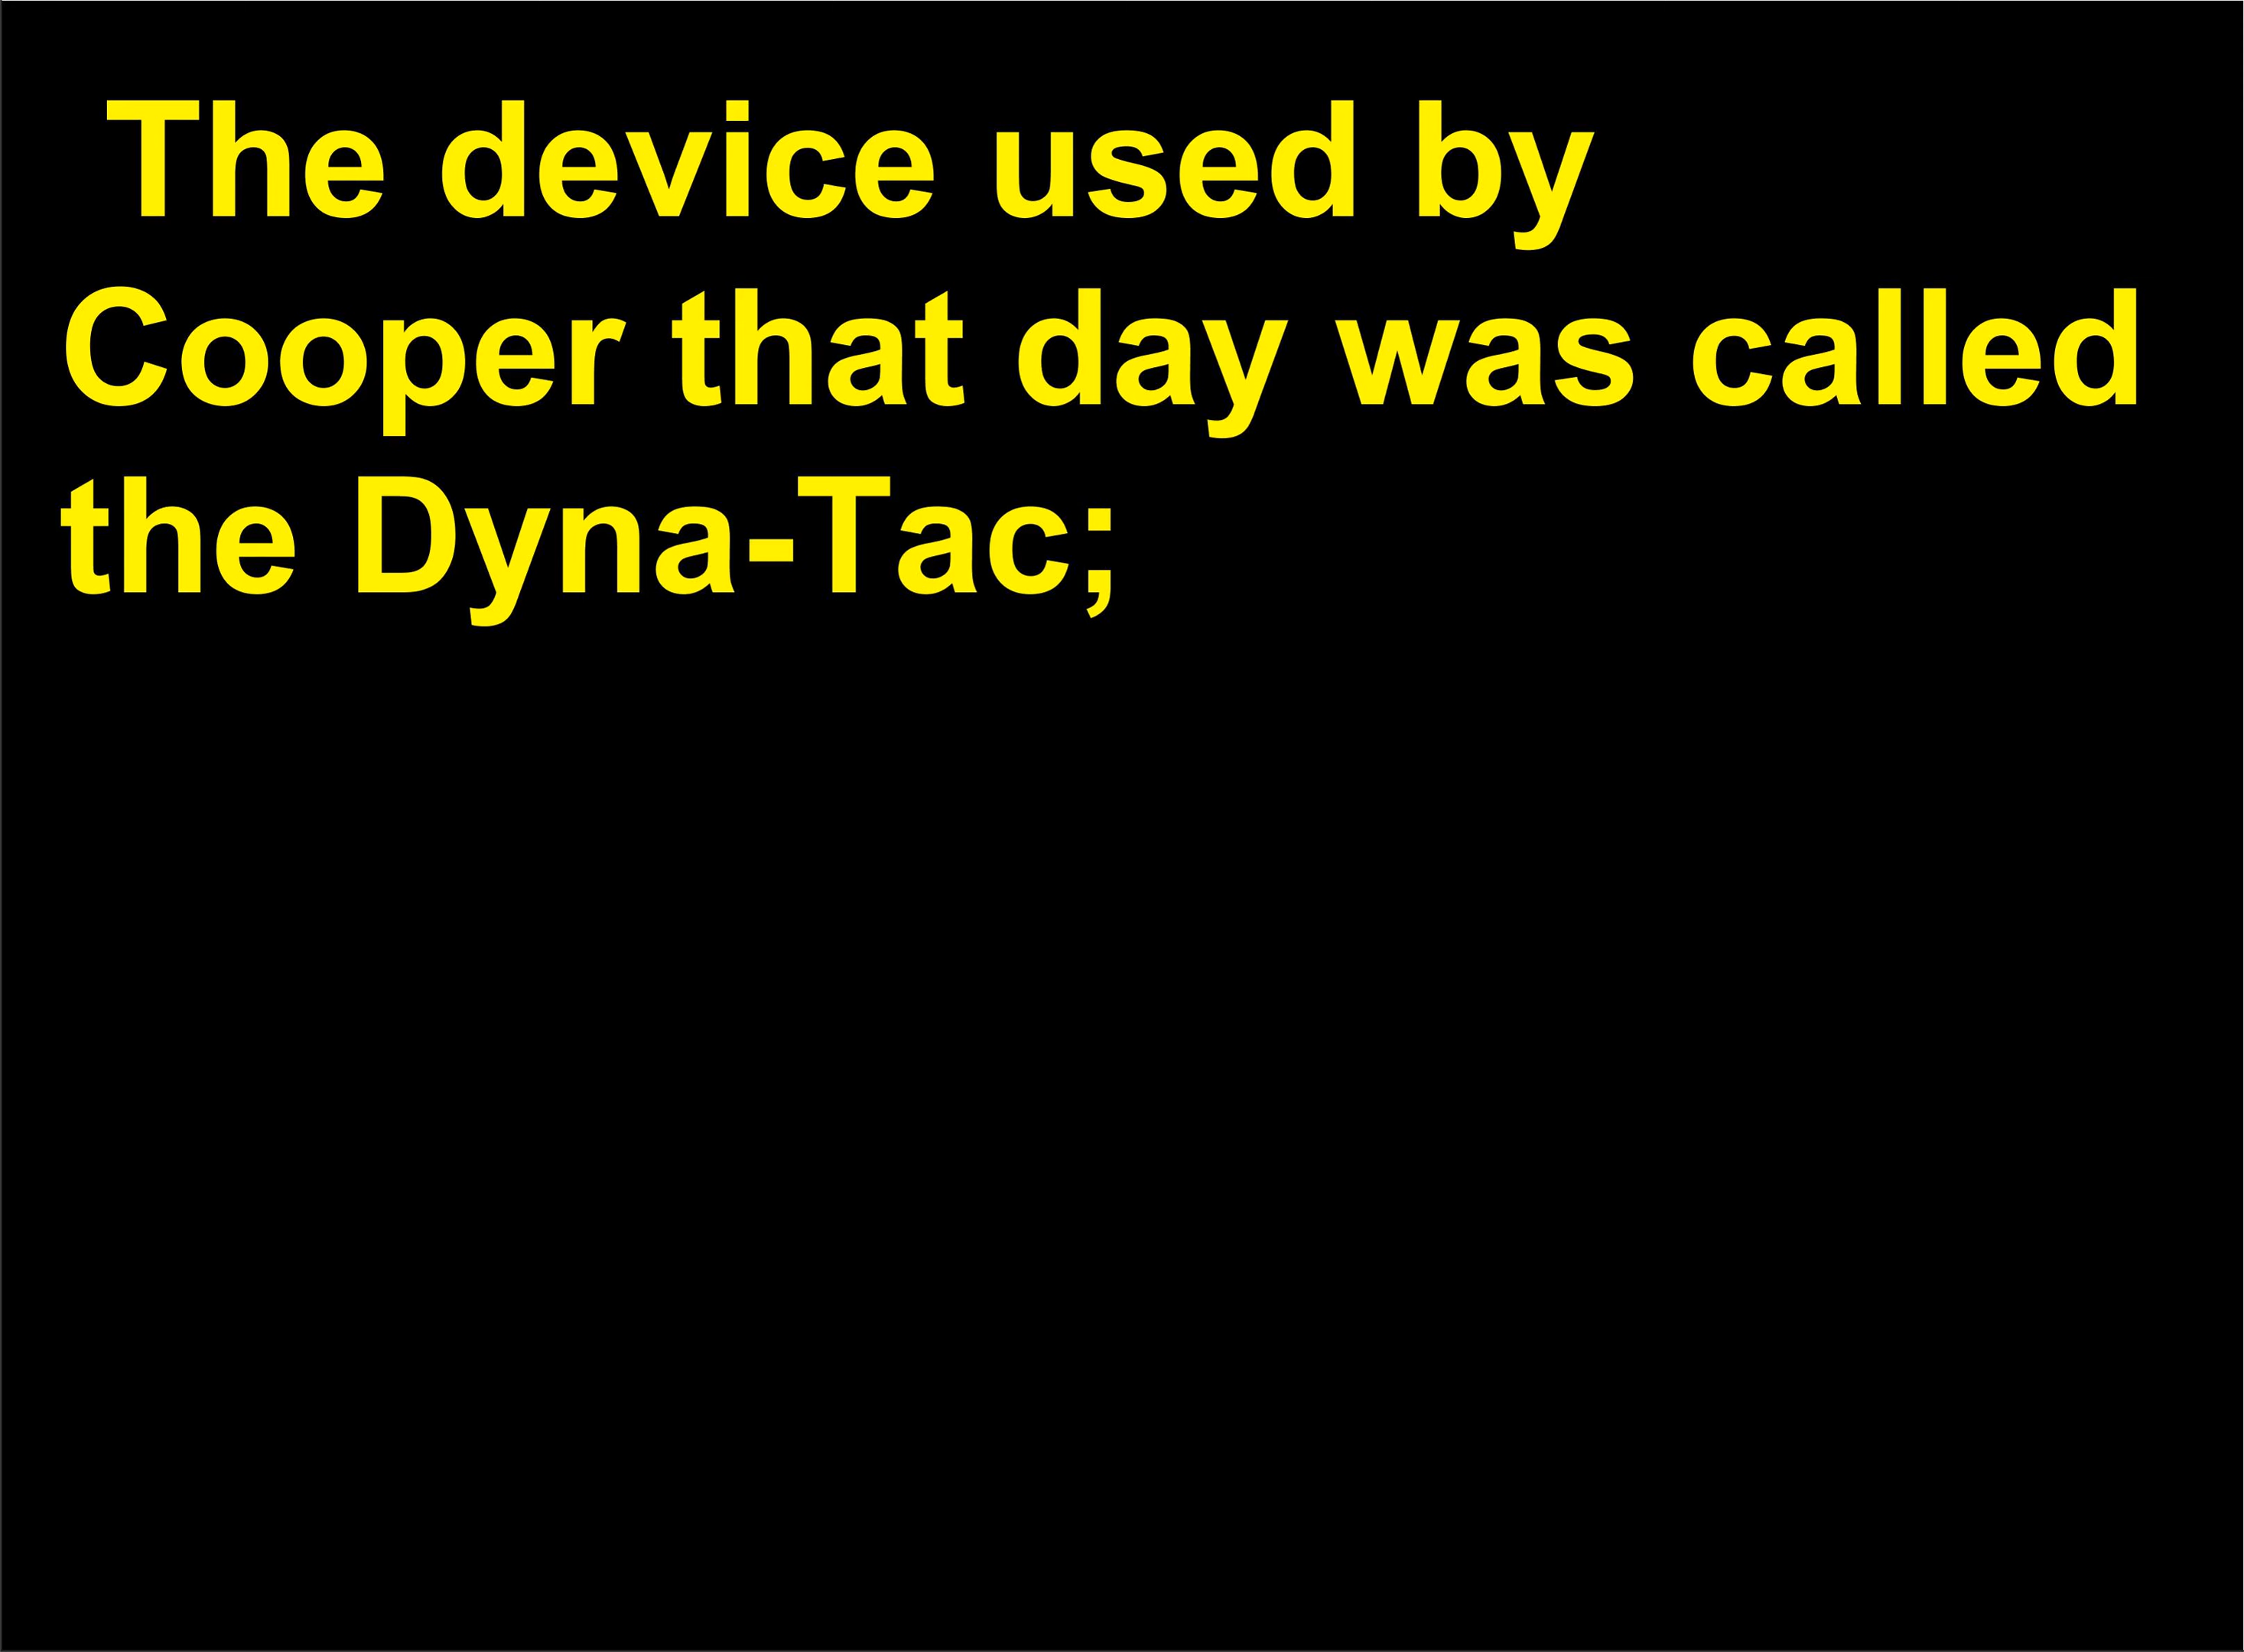 The device used by
Cooper that day was called
the Dyna-Tac;